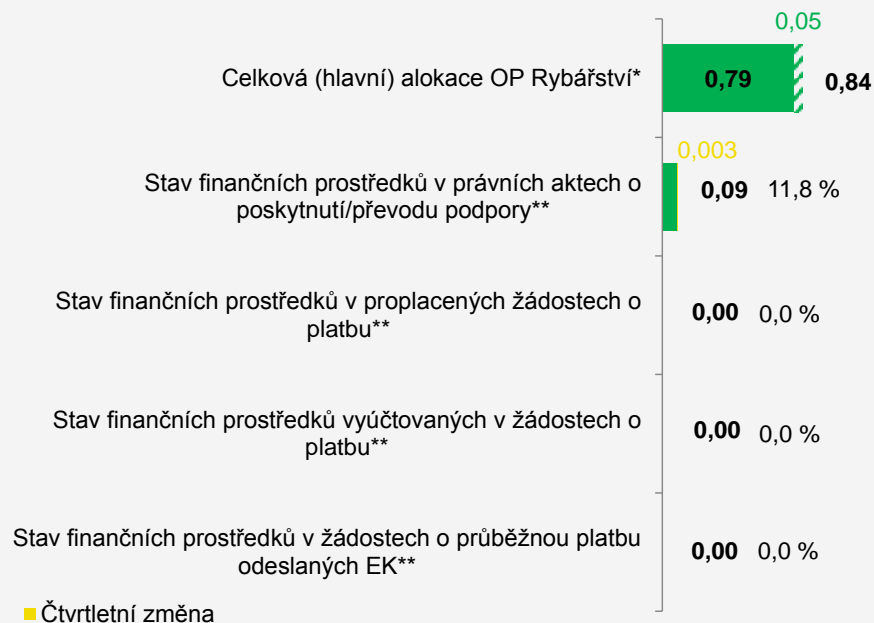 0,05
Celková (hlavní) alokace OP Rybářství*
0,79
0,84
0,003
Stav finančních prostředků v právních aktech o
poskytnutí/převodu podpory**
0,09 11,8 %
Stav finančních prostředků v proplacených žádostech o
platbu**
0,00 0,0 %
Stav finančních prostředků vyúčtovaných v žádostech o
platbu**
0,00 0,0 %
Stav finančních prostředků v žádostech o průběžnou platbu
odeslaných EK**
0,00 0,0 %
Čtvrtletní změna